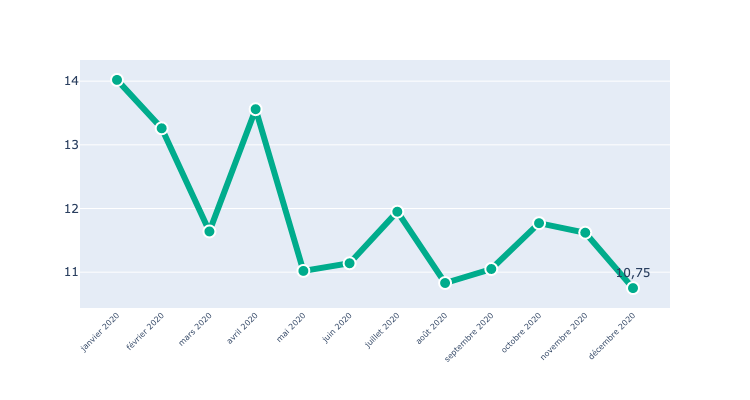 14
13
12
11
10,75
janvier 2020
février 2020
mars 2020
avril 2020
mai 2020
juin 2020
juillet 2020
août 2020
septembre 2020
octobre 2020
novembre 2020
décembre 2020